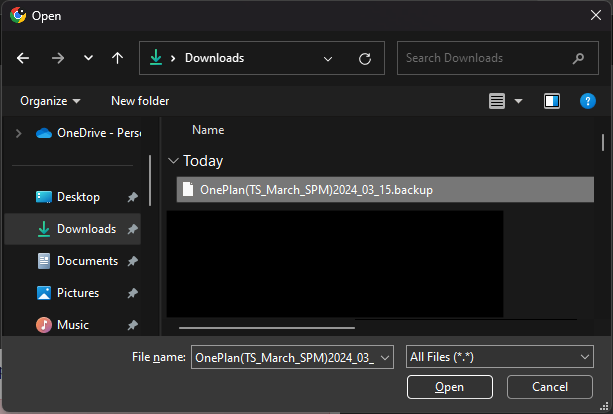 Open
Downloads
Search Downloads
Organize
New folder
OneDrive - Perso
Name
Today
OnePlan(TS_March_SPM)2024_03_15.backup
Desktop
Downloads
Documents
Pictures
Music
File name:
OnePlan(TS_March_SPM)2024_03_
All Files (*.*)
Open
Cancel